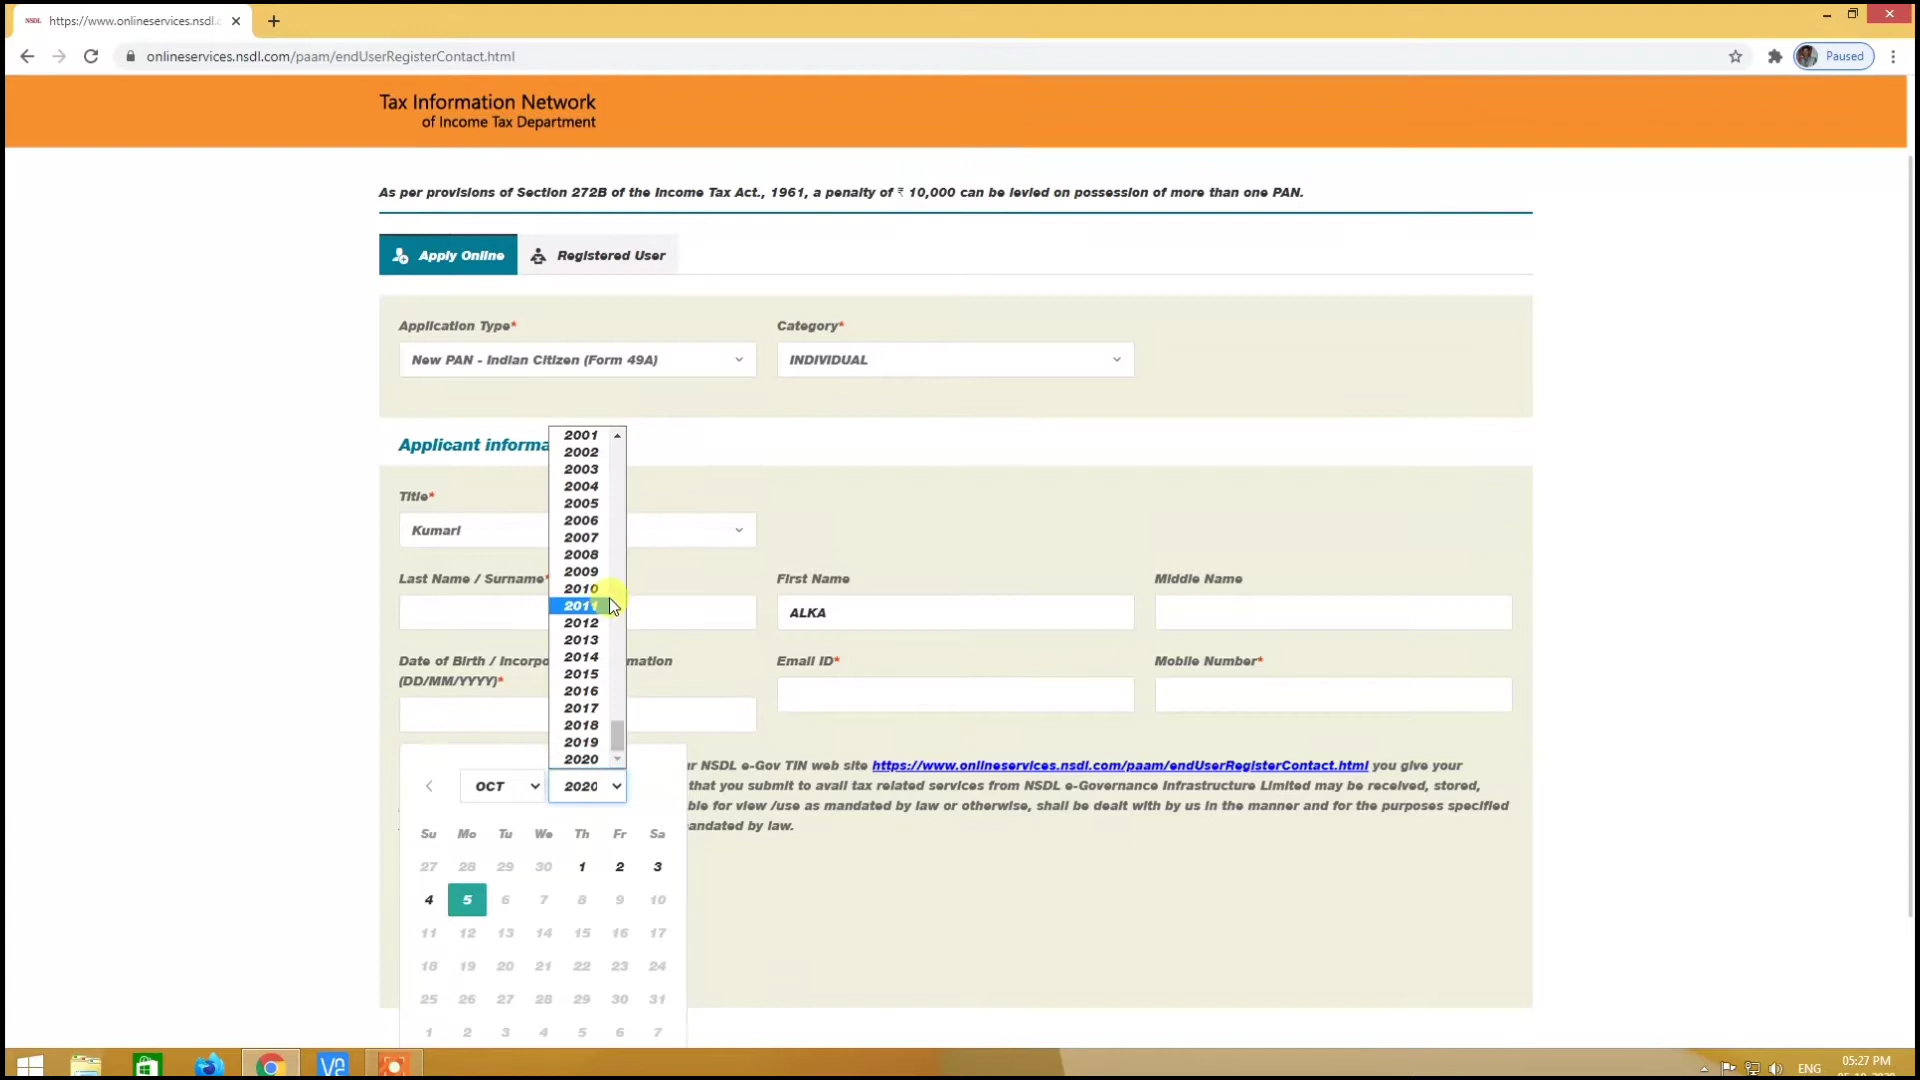 NSDL https://www.onlineservices.nsdl.c
onlineservices.nsdl.com/paam/endUserRegisterContact.html
Paused
Tax Information Network
of Income Tax Department
As per provisions of Section 272B of the Income Tax Act., 1961, a penalty of ₹ 10,000 can be levied on possession of more than one PAN.
Apply Online
Registered User
Application Type*
Category*
New PAN - Indian Citizen (Form 49A)
INDIVIDUAL
Applicant informa
Title*
Kumari
Last Name / Surname*
First Name
Middle Name
ALKA
Date of Birth / Incorpo
mation
(DD/MM/YYYY)*
Email ID*
Mobile Number*
2001
2002
2003
2004
2005
2006
2007
2008
2009
2010
2011
2012
2013
2014
2015
2016
2017
2018
2019
2020
r NSDL e-Gov TIN web site https://www.onlineservices.nsdl.com/paam/endUserRegisterContact.html you give your
that you submit to avail tax related services from NSDL e-Governance Infrastructure Limited may be received, stored,
ble for view /use as mandated by law or otherwise, shall be dealt with by us in the manner and for the purposes specified
andated by law.
OCT 2020
Su Mo Tu We Th Fr Sa
27 28 29 30 1 2 3
4 5 6 7 8 9 10
11 12 13 14 15 16 17
18 19 20 21 22 23 24
25 26 27 28 29 30 31
1 2 3 4 5 6 7
ENG
05:27 PM